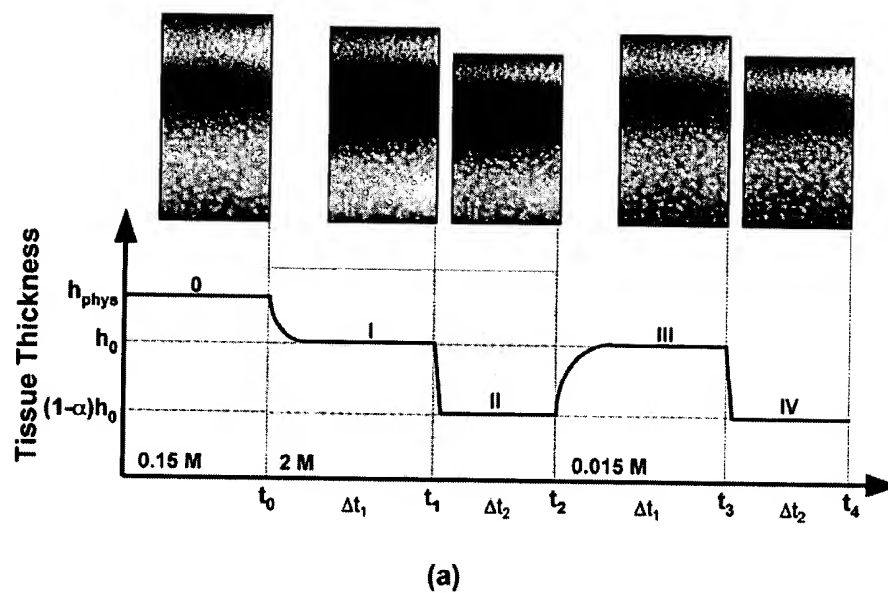 Tissue Thickness
h_phys
0
h_0
I
III
(1-α)h_0
II
IV
0.15 M
2 M
0.015 M
t_0
Δt_1
t_1
Δt_2
t_2
Δt_1
t_3
Δt_2
t_4
(a)